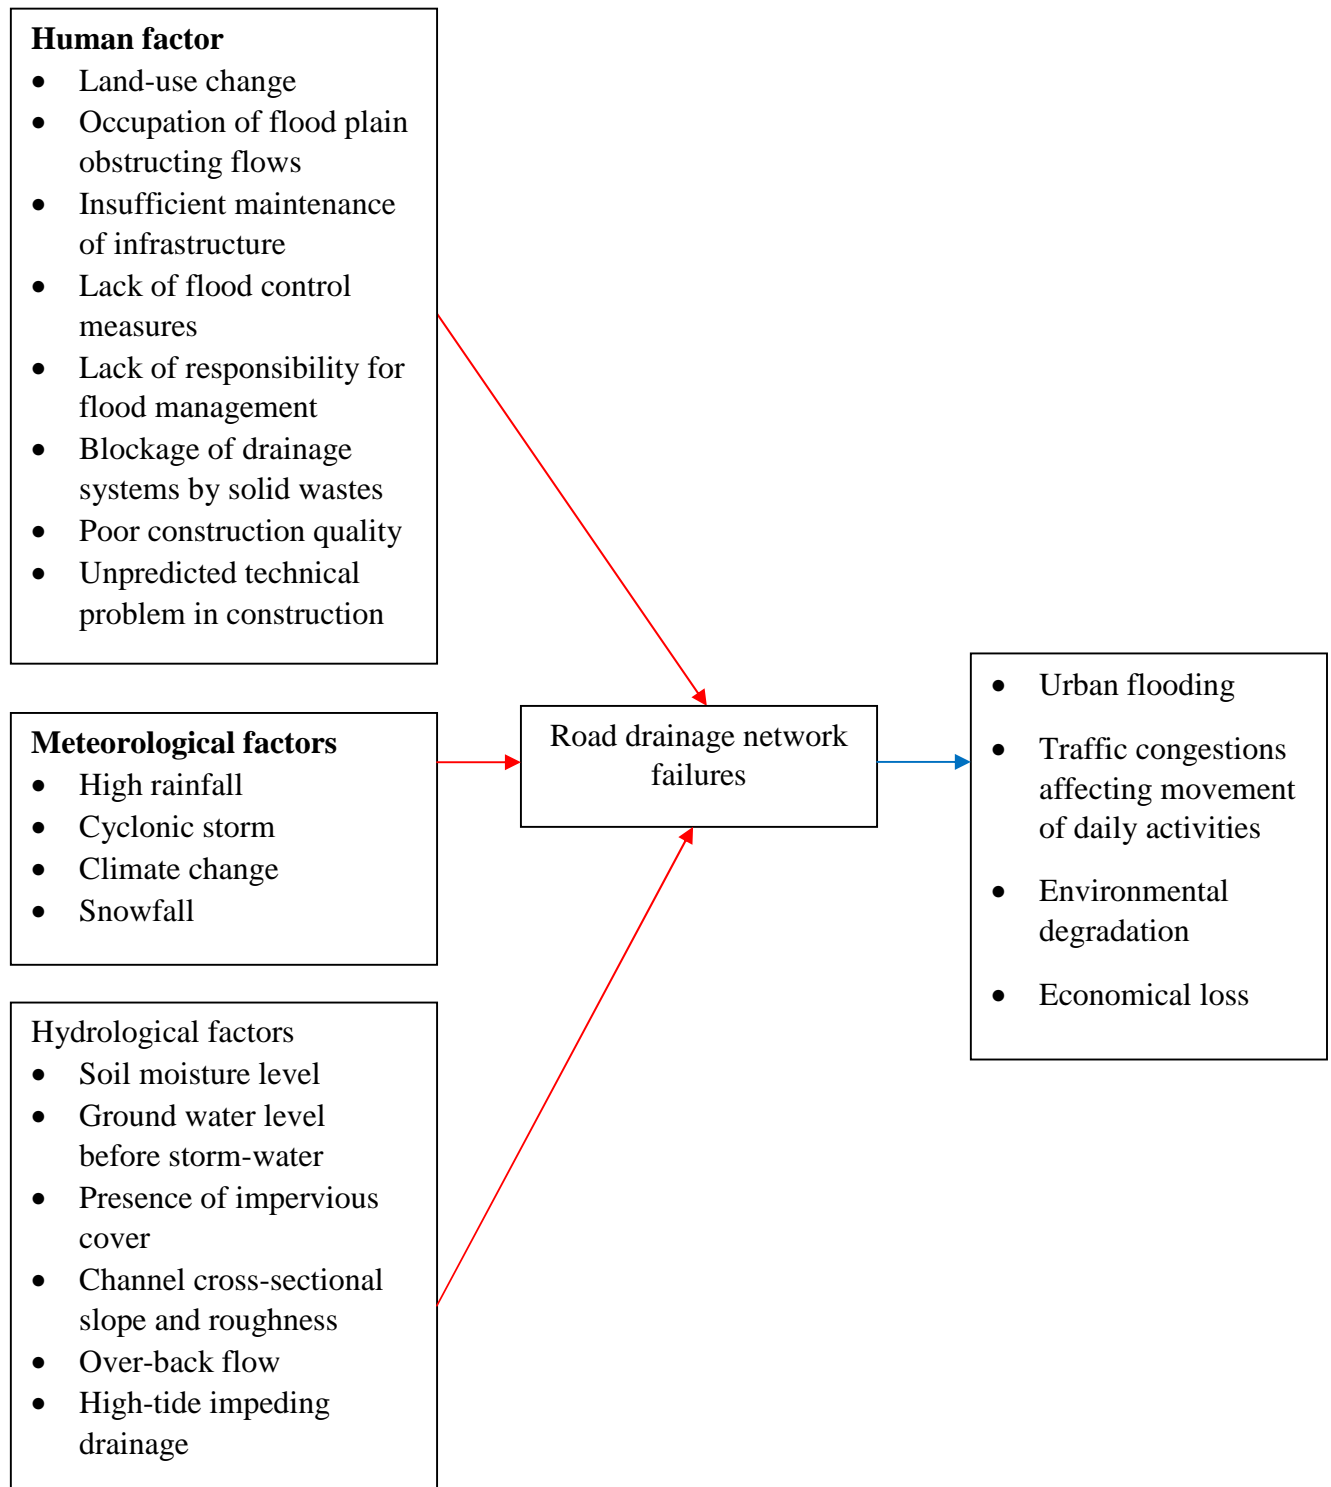 Human factor
• Land-use change
• Occupation of flood plain
obstructing flows
• Insufficient maintenance
of infrastructure
• Lack of flood control
measures
• Lack of responsibility for
flood management
• Blockage of drainage
systems by solid wastes
• Poor construction quality
• Unpredicted technical
problem in construction
Meteorological factors
• High rainfall
• Cyclonic storm
• Climate change
• Snowfall
Hydrological factors
• Soil moisture level
• Ground water level
before storm-water
• Presence of impervious
cover
• Channel cross-sectional
slope and roughness
• Over-back flow
• High-tide impeding
drainage
Road drainage network
failures
• Urban flooding
• Traffic congestions
affecting movement
of daily activities
• Environmental
degradation
• Economical loss